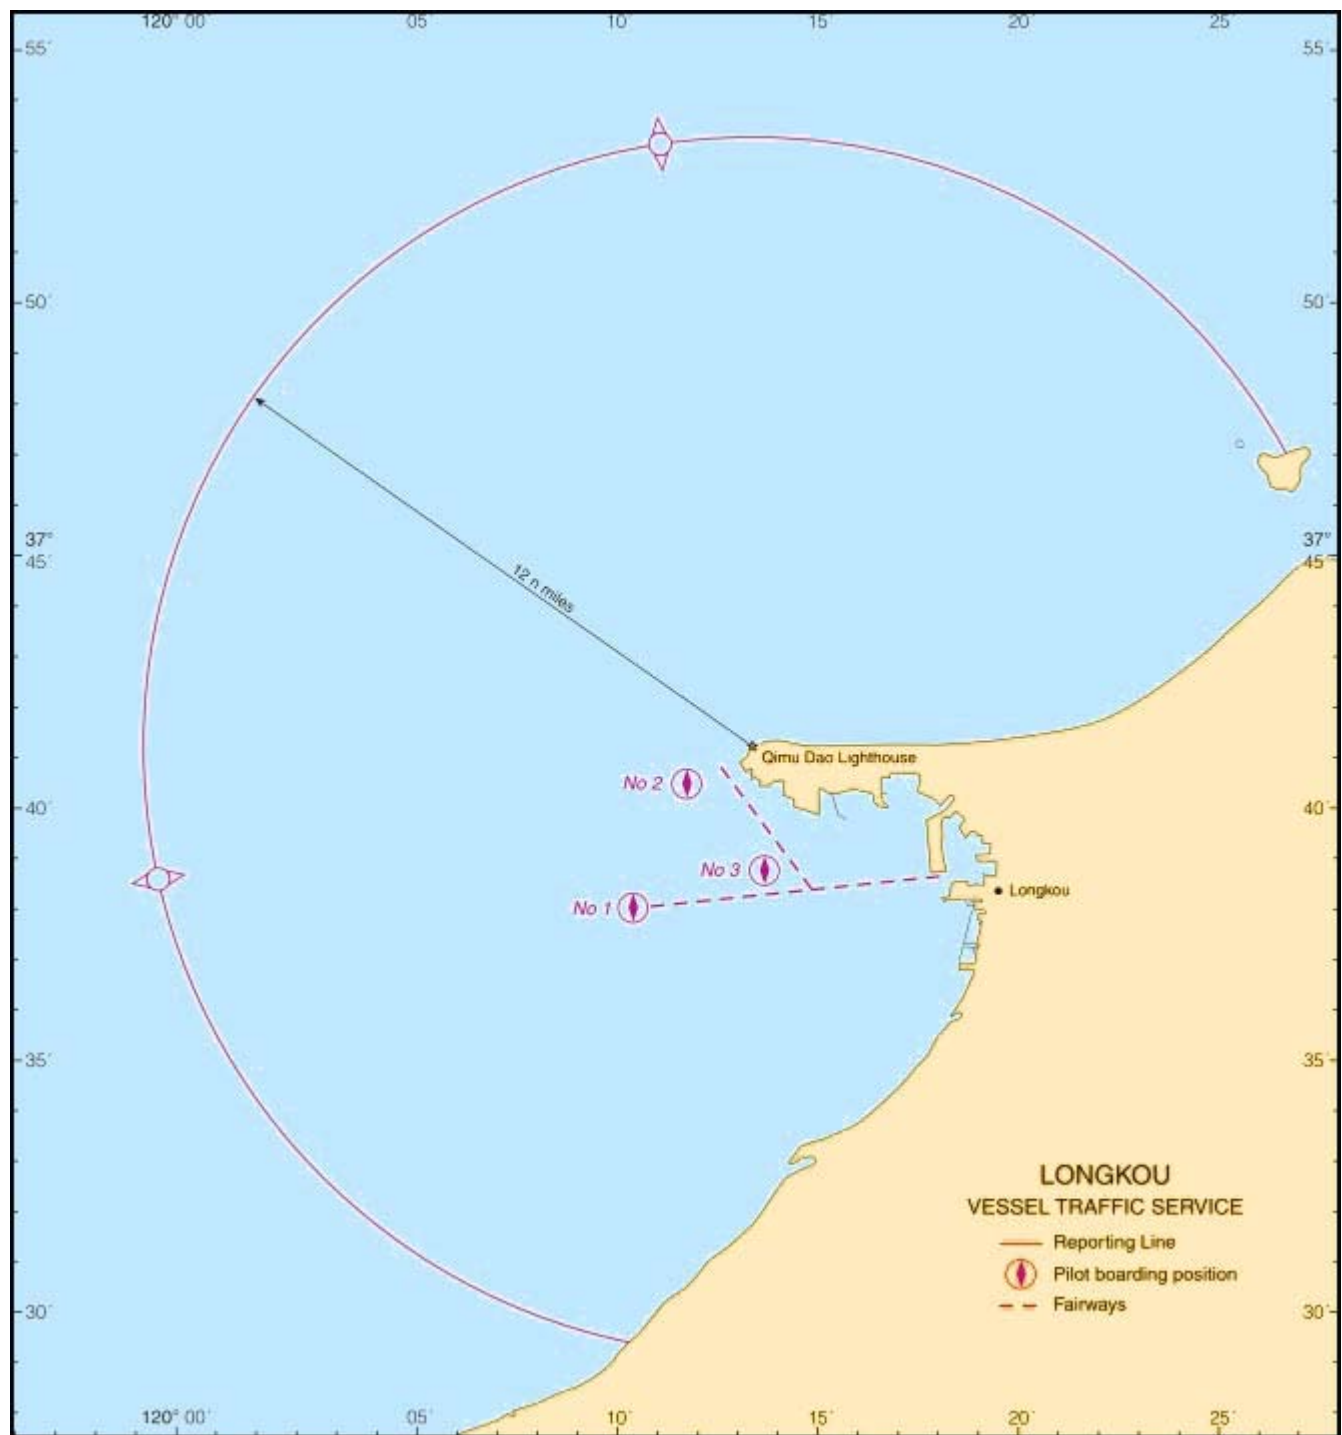 120° 00´ 05´ 10´ 15´ 20´ 25´
55´ 55´
50´ 50´
12 n miles
37° 37°
45´ 45´
Qimu Dao Lighthouse
No 2
40´ 40´
No 3
Longkou
No 1
35´ 35´
LONGKOU
VESSEL TRAFFIC SERVICE
Reporting Line
Pilot boarding position
Fairways
30´ 30´
120° 00´ 05´ 10´ 15´ 20´ 25´